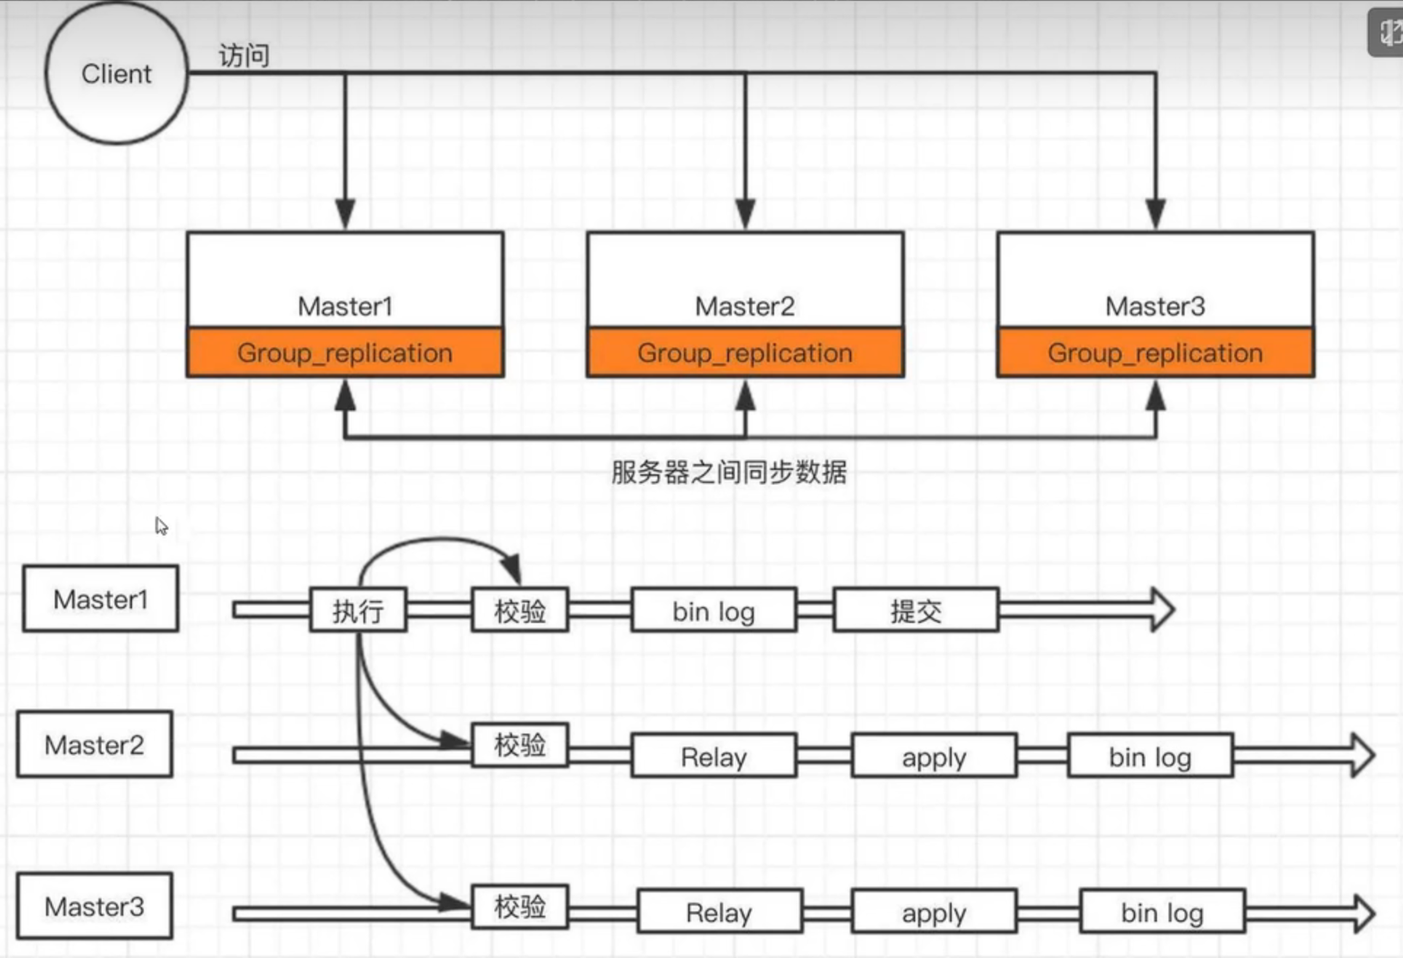 Client
访问
Master1
Master2
Master3
Group_replication
Group_replication
Group_replication
服务器之间同步数据
Master1
执行
校验
bin log
提交
Master2
校验
Relay
apply
bin log
Master3
校验
Relay
apply
bin log